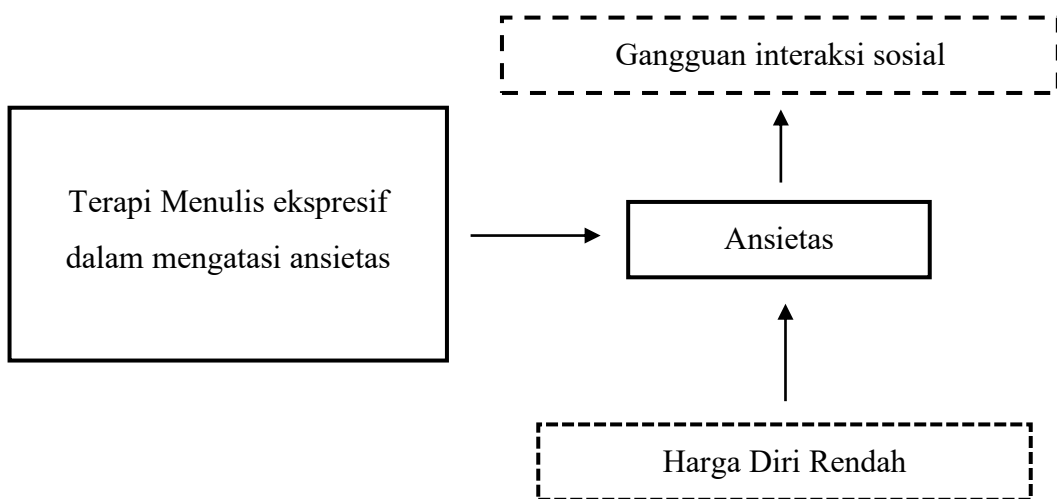 Gangguan interaksi sosial
Terapi Menulis ekspresif
dalam mengatasi ansietas
Ansietas
Harga Diri Rendah